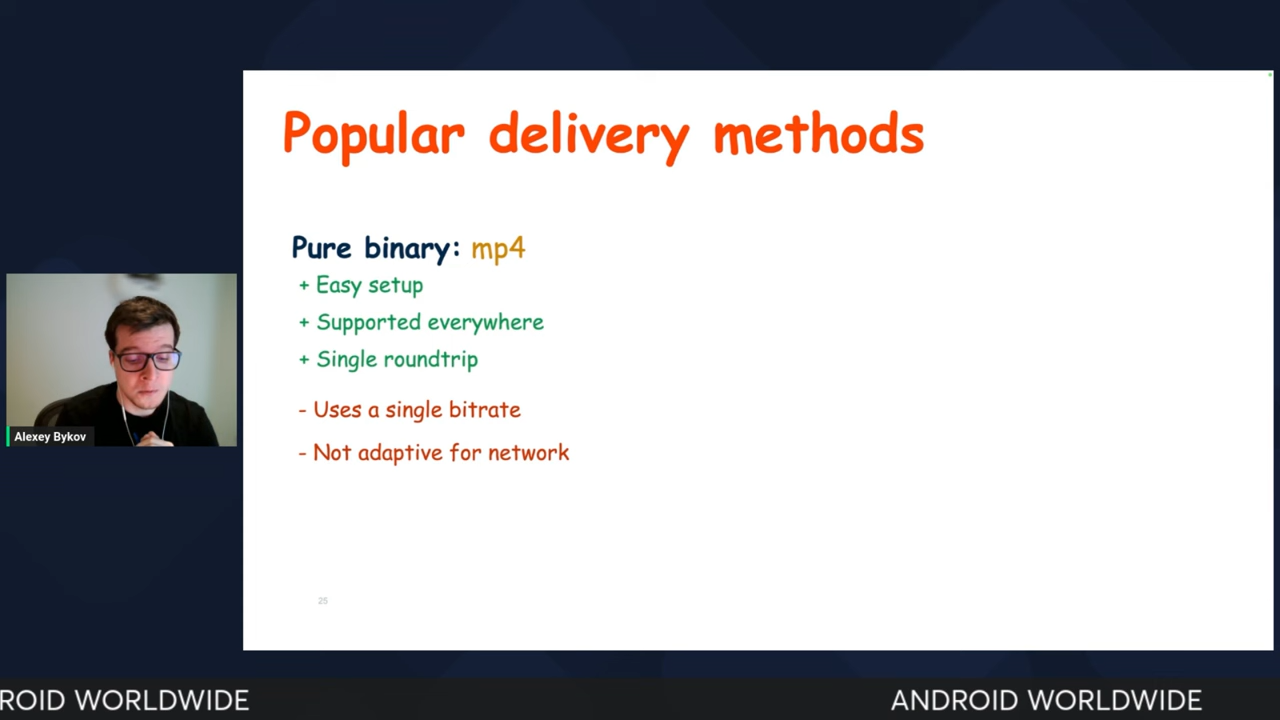 Popular delivery methods
Pure binary: mp4
+ Easy setup
+ Supported everywhere
+ Single roundtrip
- Uses a single bitrate
- Not adaptive for network
25
Alexey Bykov
ROID WORLDWIDE
ANDROID WORLDWIDE